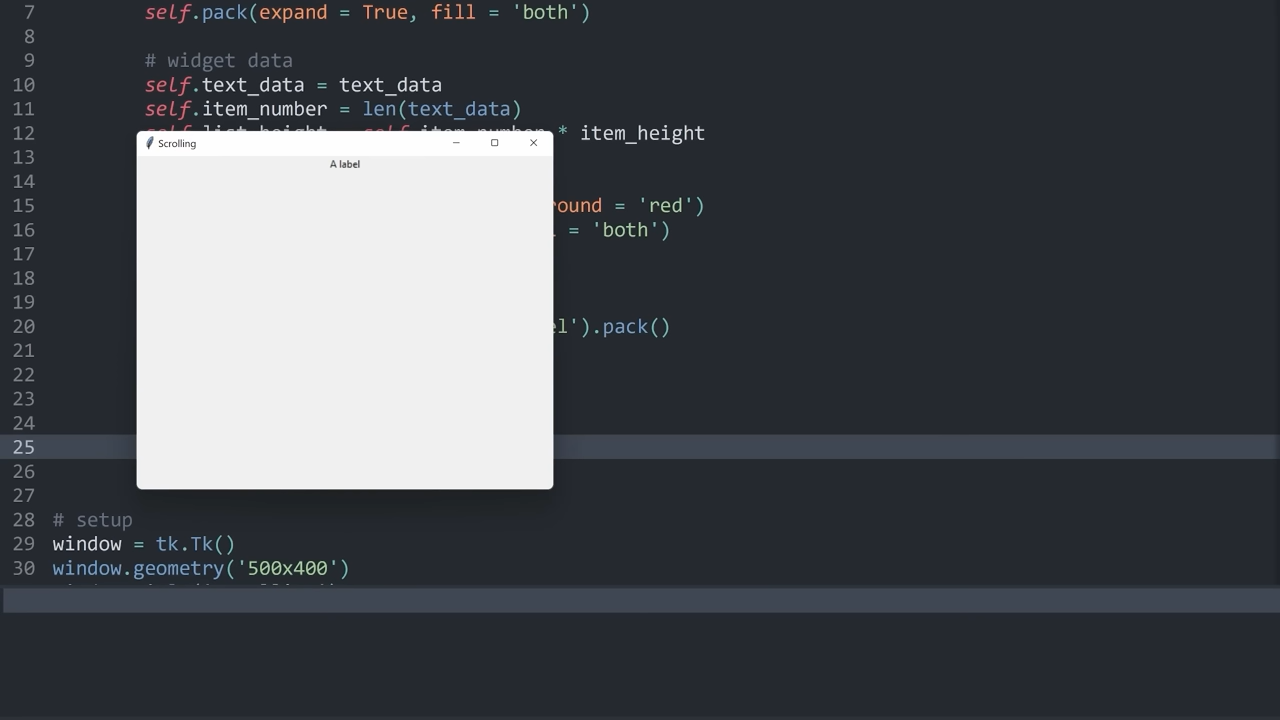 7 self.pack(expand = True, fill = 'both')
8
9 # widget data
10 self.text_data = text_data
11 self.item_number = len(text_data)
12 * item_height
Scrolling
A label
13
14
15 round = 'red')
16 = 'both')
17
18
19
20 el').pack()
21
22
23
24
25
26
27
28 # setup
29 window = tk.Tk()
30 window.geometry('500x400')